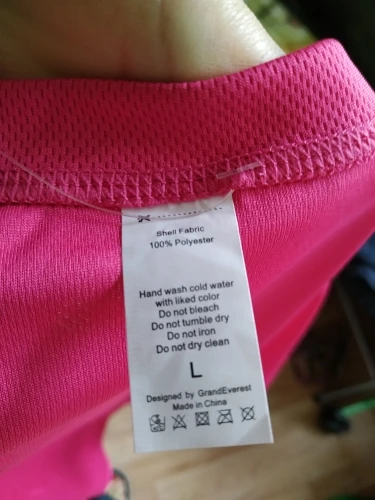 Shell Fabric
100% Polyester
Hand wash cold water
with liked color
Do not bleach
Do not tumble dry
Do not iron
Do not dry clean
L
Designed by GrandEverest
Made in China